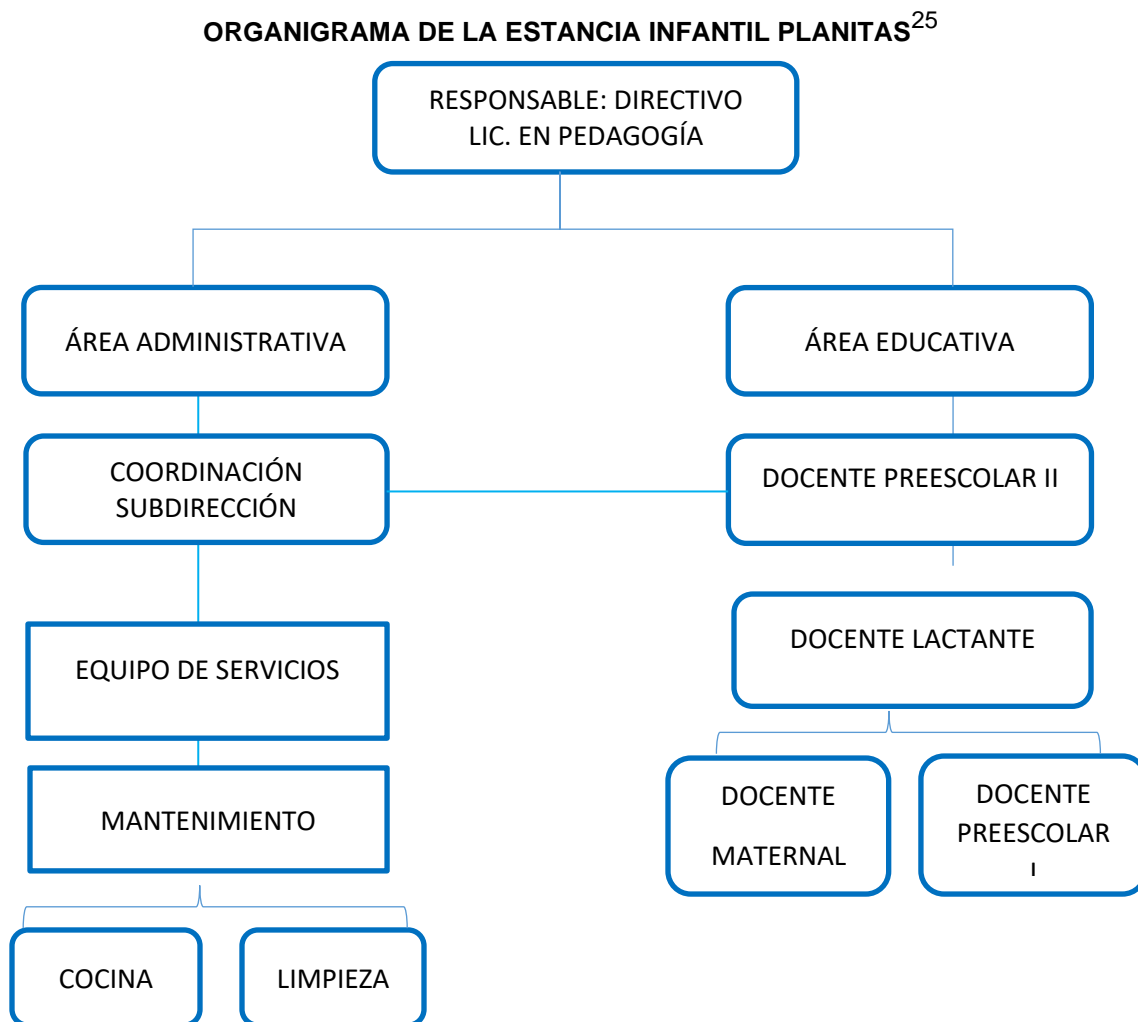 ORGANIGRAMA DE LA ESTANCIA INFANTIL PLANITAS25
RESPONSABLE: DIRECTIVO
LIC. EN PEDAGOGÍA
ÁREA ADMINISTRATIVA
ÁREA EDUCATIVA
COORDINACIÓN
SUBDIRECCIÓN
DOCENTE PREESCOLAR II
EQUIPO DE SERVICIOS
DOCENTE LACTANTE
MANTENIMIENTO
DOCENTE
MATERNAL
DOCENTE
PREESCOLAR
I
COCINA
LIMPIEZA